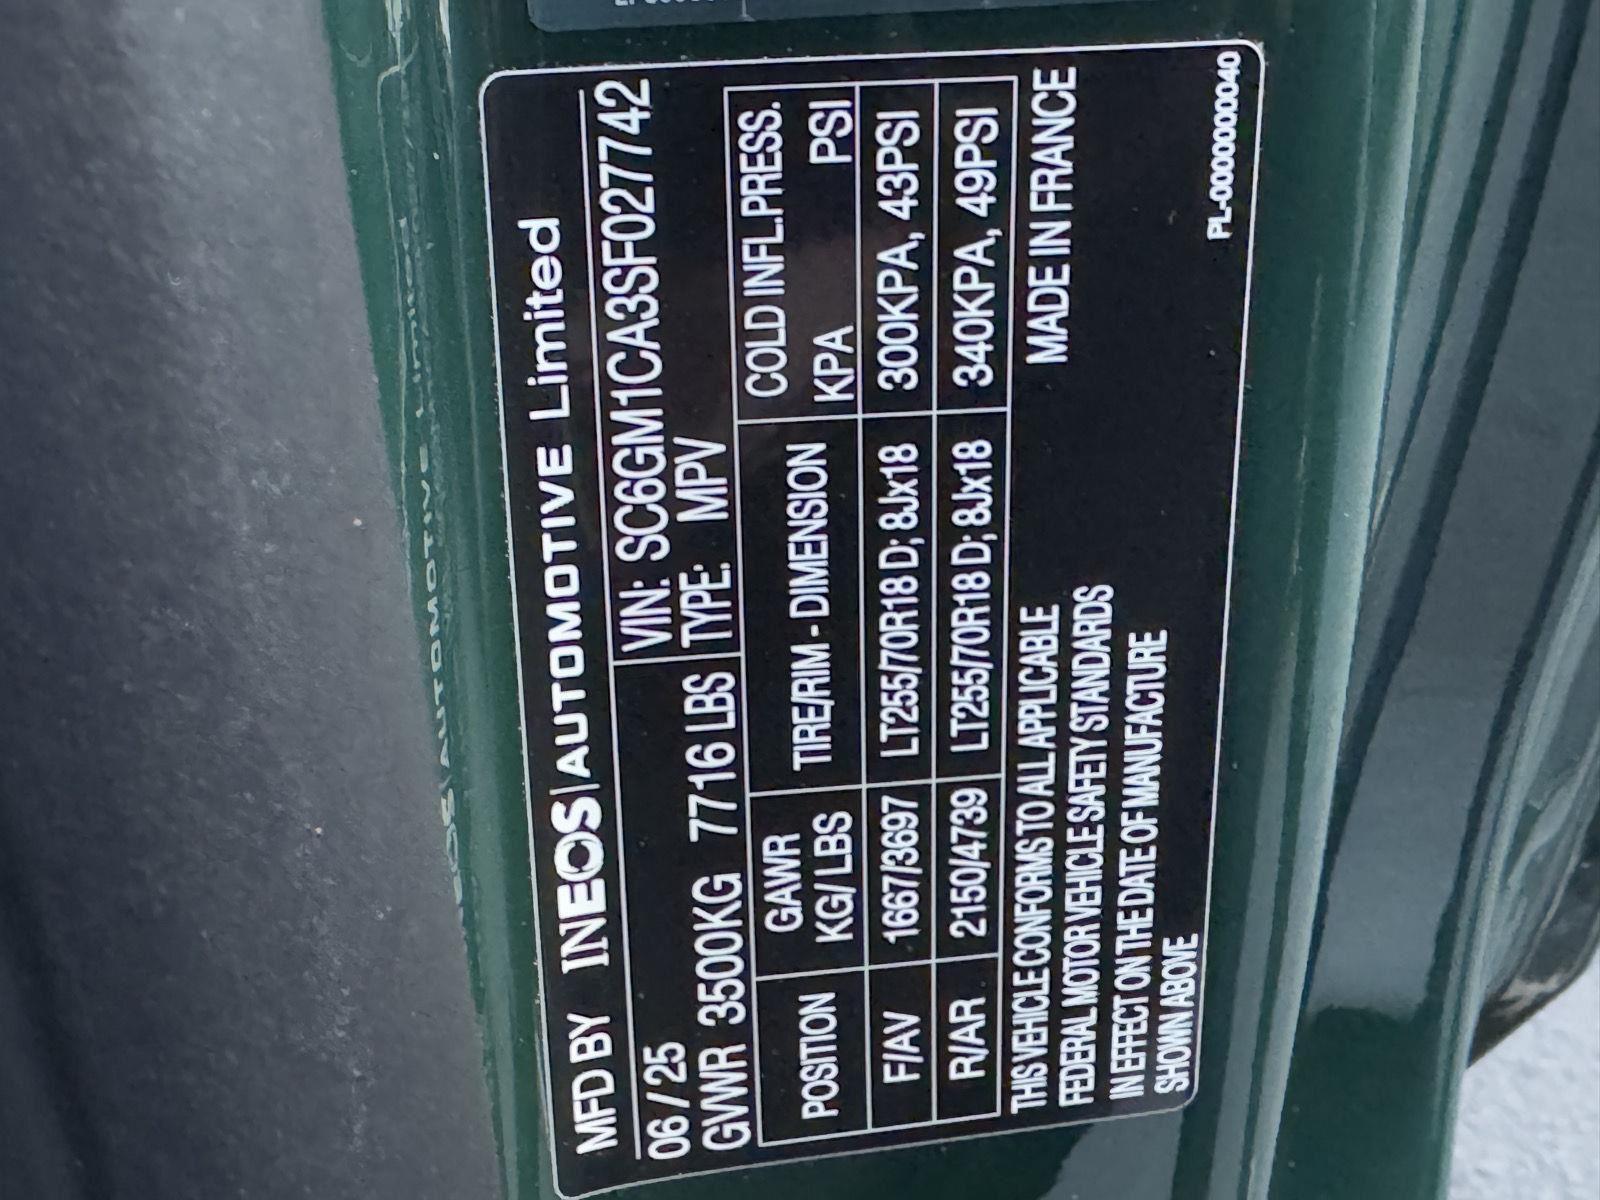 MFD BY INEOS|AUTOMOTIVE Limited
06/25 VIN: SC6GM1CA3SF027742
GVWR 3500KG 7716 LBS TYPE: MPV
POSITION GAWR KG/LBS TIRE/RIM - DIMENSION COLD INFL.PRESS. KPA PSI
F/AV 1667/3697 LT255/70R18 D; 8Jx18 300KPA, 43PSI
R/AR 2150/4739 LT255/70R18 D; 8Jx18 340KPA, 49PSI
THIS VEHICLE CONFORMS TO ALL APPLICABLE MADE IN FRANCE
FEDERAL MOTOR VEHICLE SAFETY STANDARDS
IN EFFECT ON THE DATE OF MANUFACTURE
SHOWN ABOVE
PL-0000000040